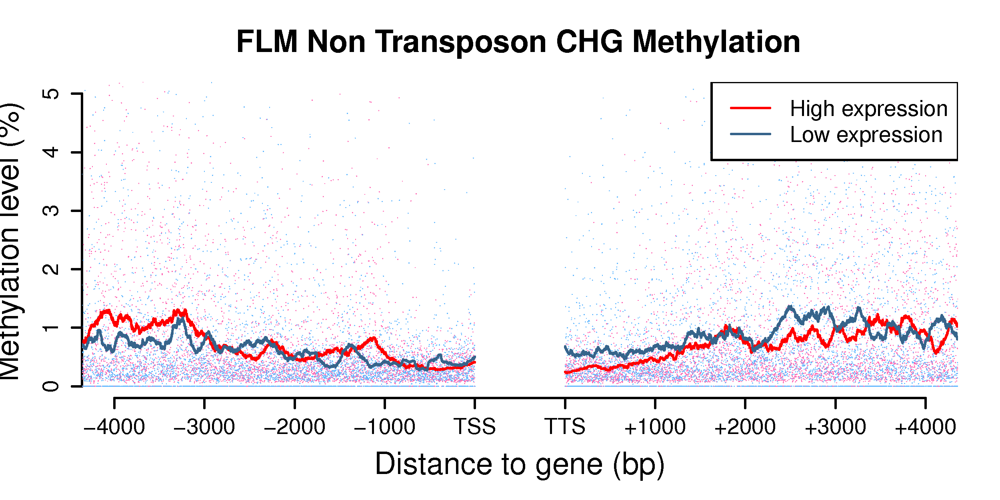 FLM Non Transposon CHG Methylation
High expression
Low expression
Methylation level (%)
5
4
3
2
1
0
−4000 −3000 −2000 −1000 TSS TTS +1000 +2000 +3000 +4000
Distance to gene (bp)